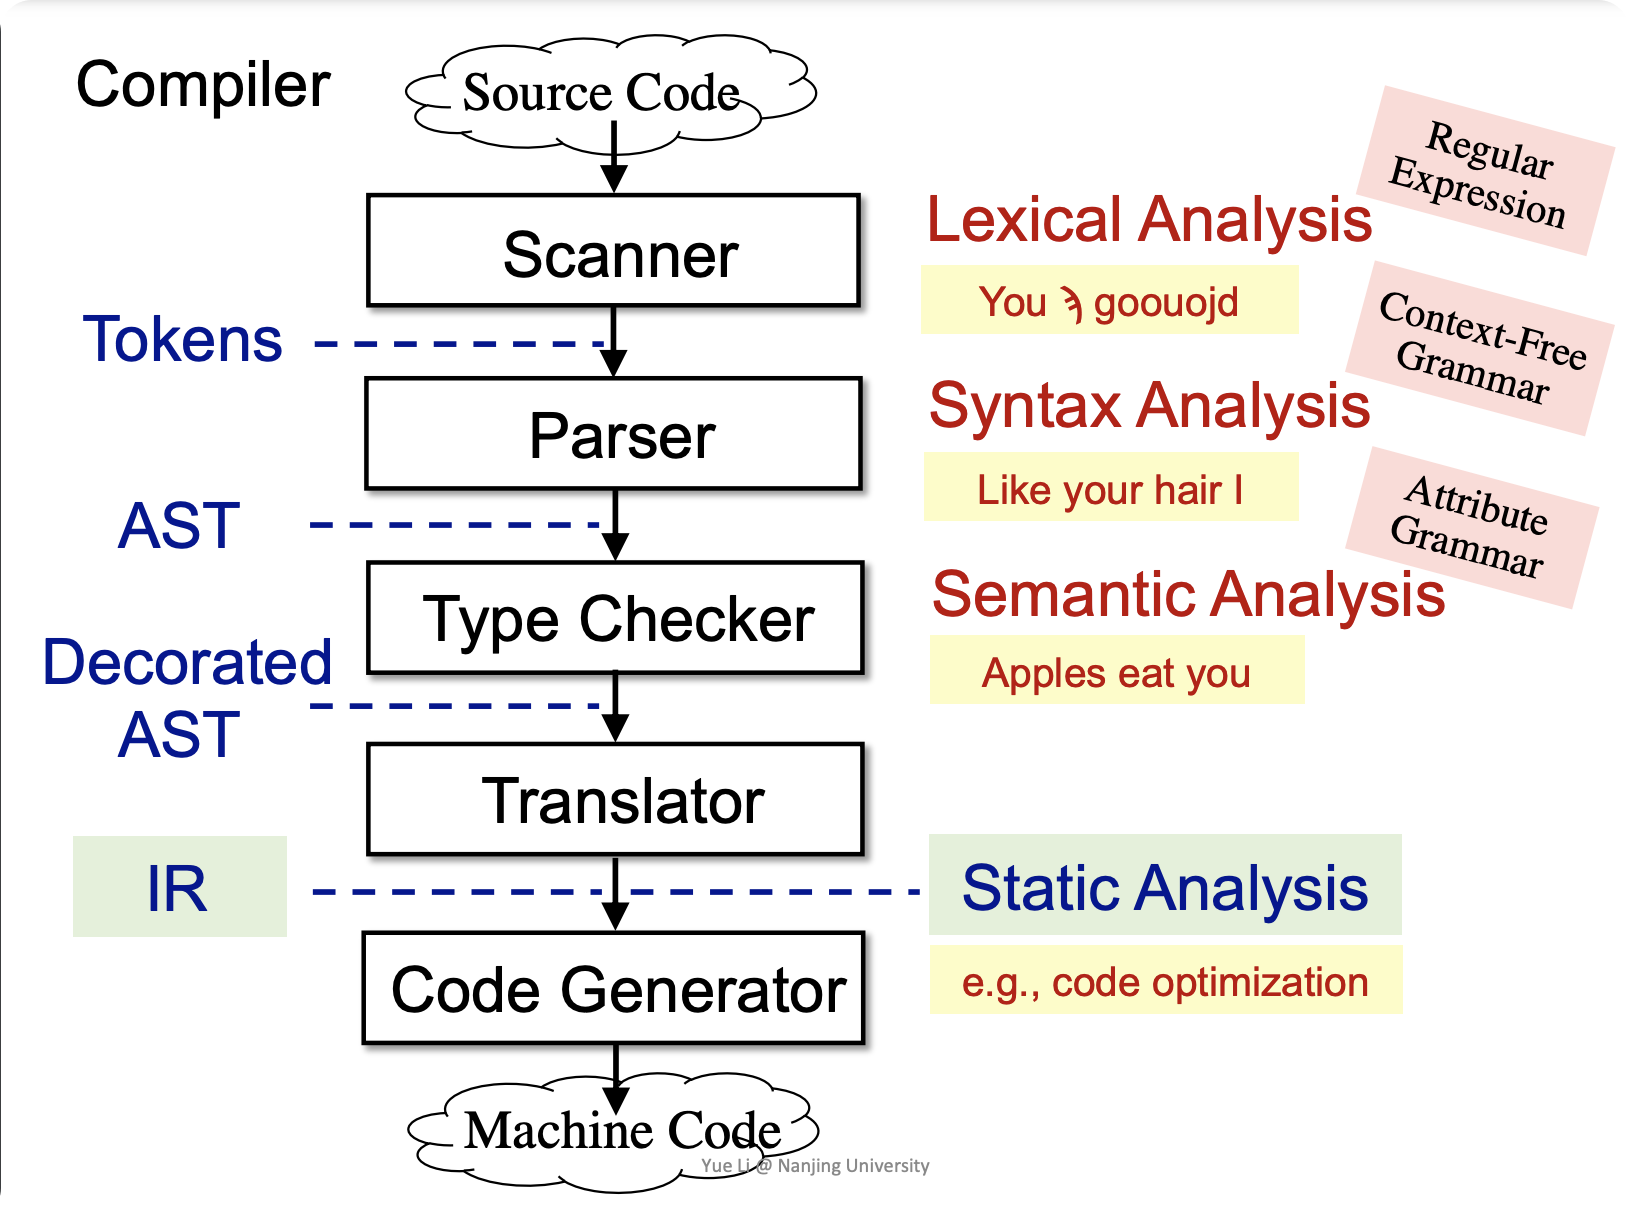 Compiler
Source Code
Regular
Expression
Scanner
Lexical Analysis
You ϡ goouojd
Tokens
Context-Free
Grammar
Parser
Syntax Analysis
Like your hair I
AST
Attribute
Grammar
Type Checker
Semantic Analysis
Apples eat you
Decorated
AST
Translator
IR
Static Analysis
Code Generator
e.g., code optimization
Machine Code
Yue Li @ Nanjing University